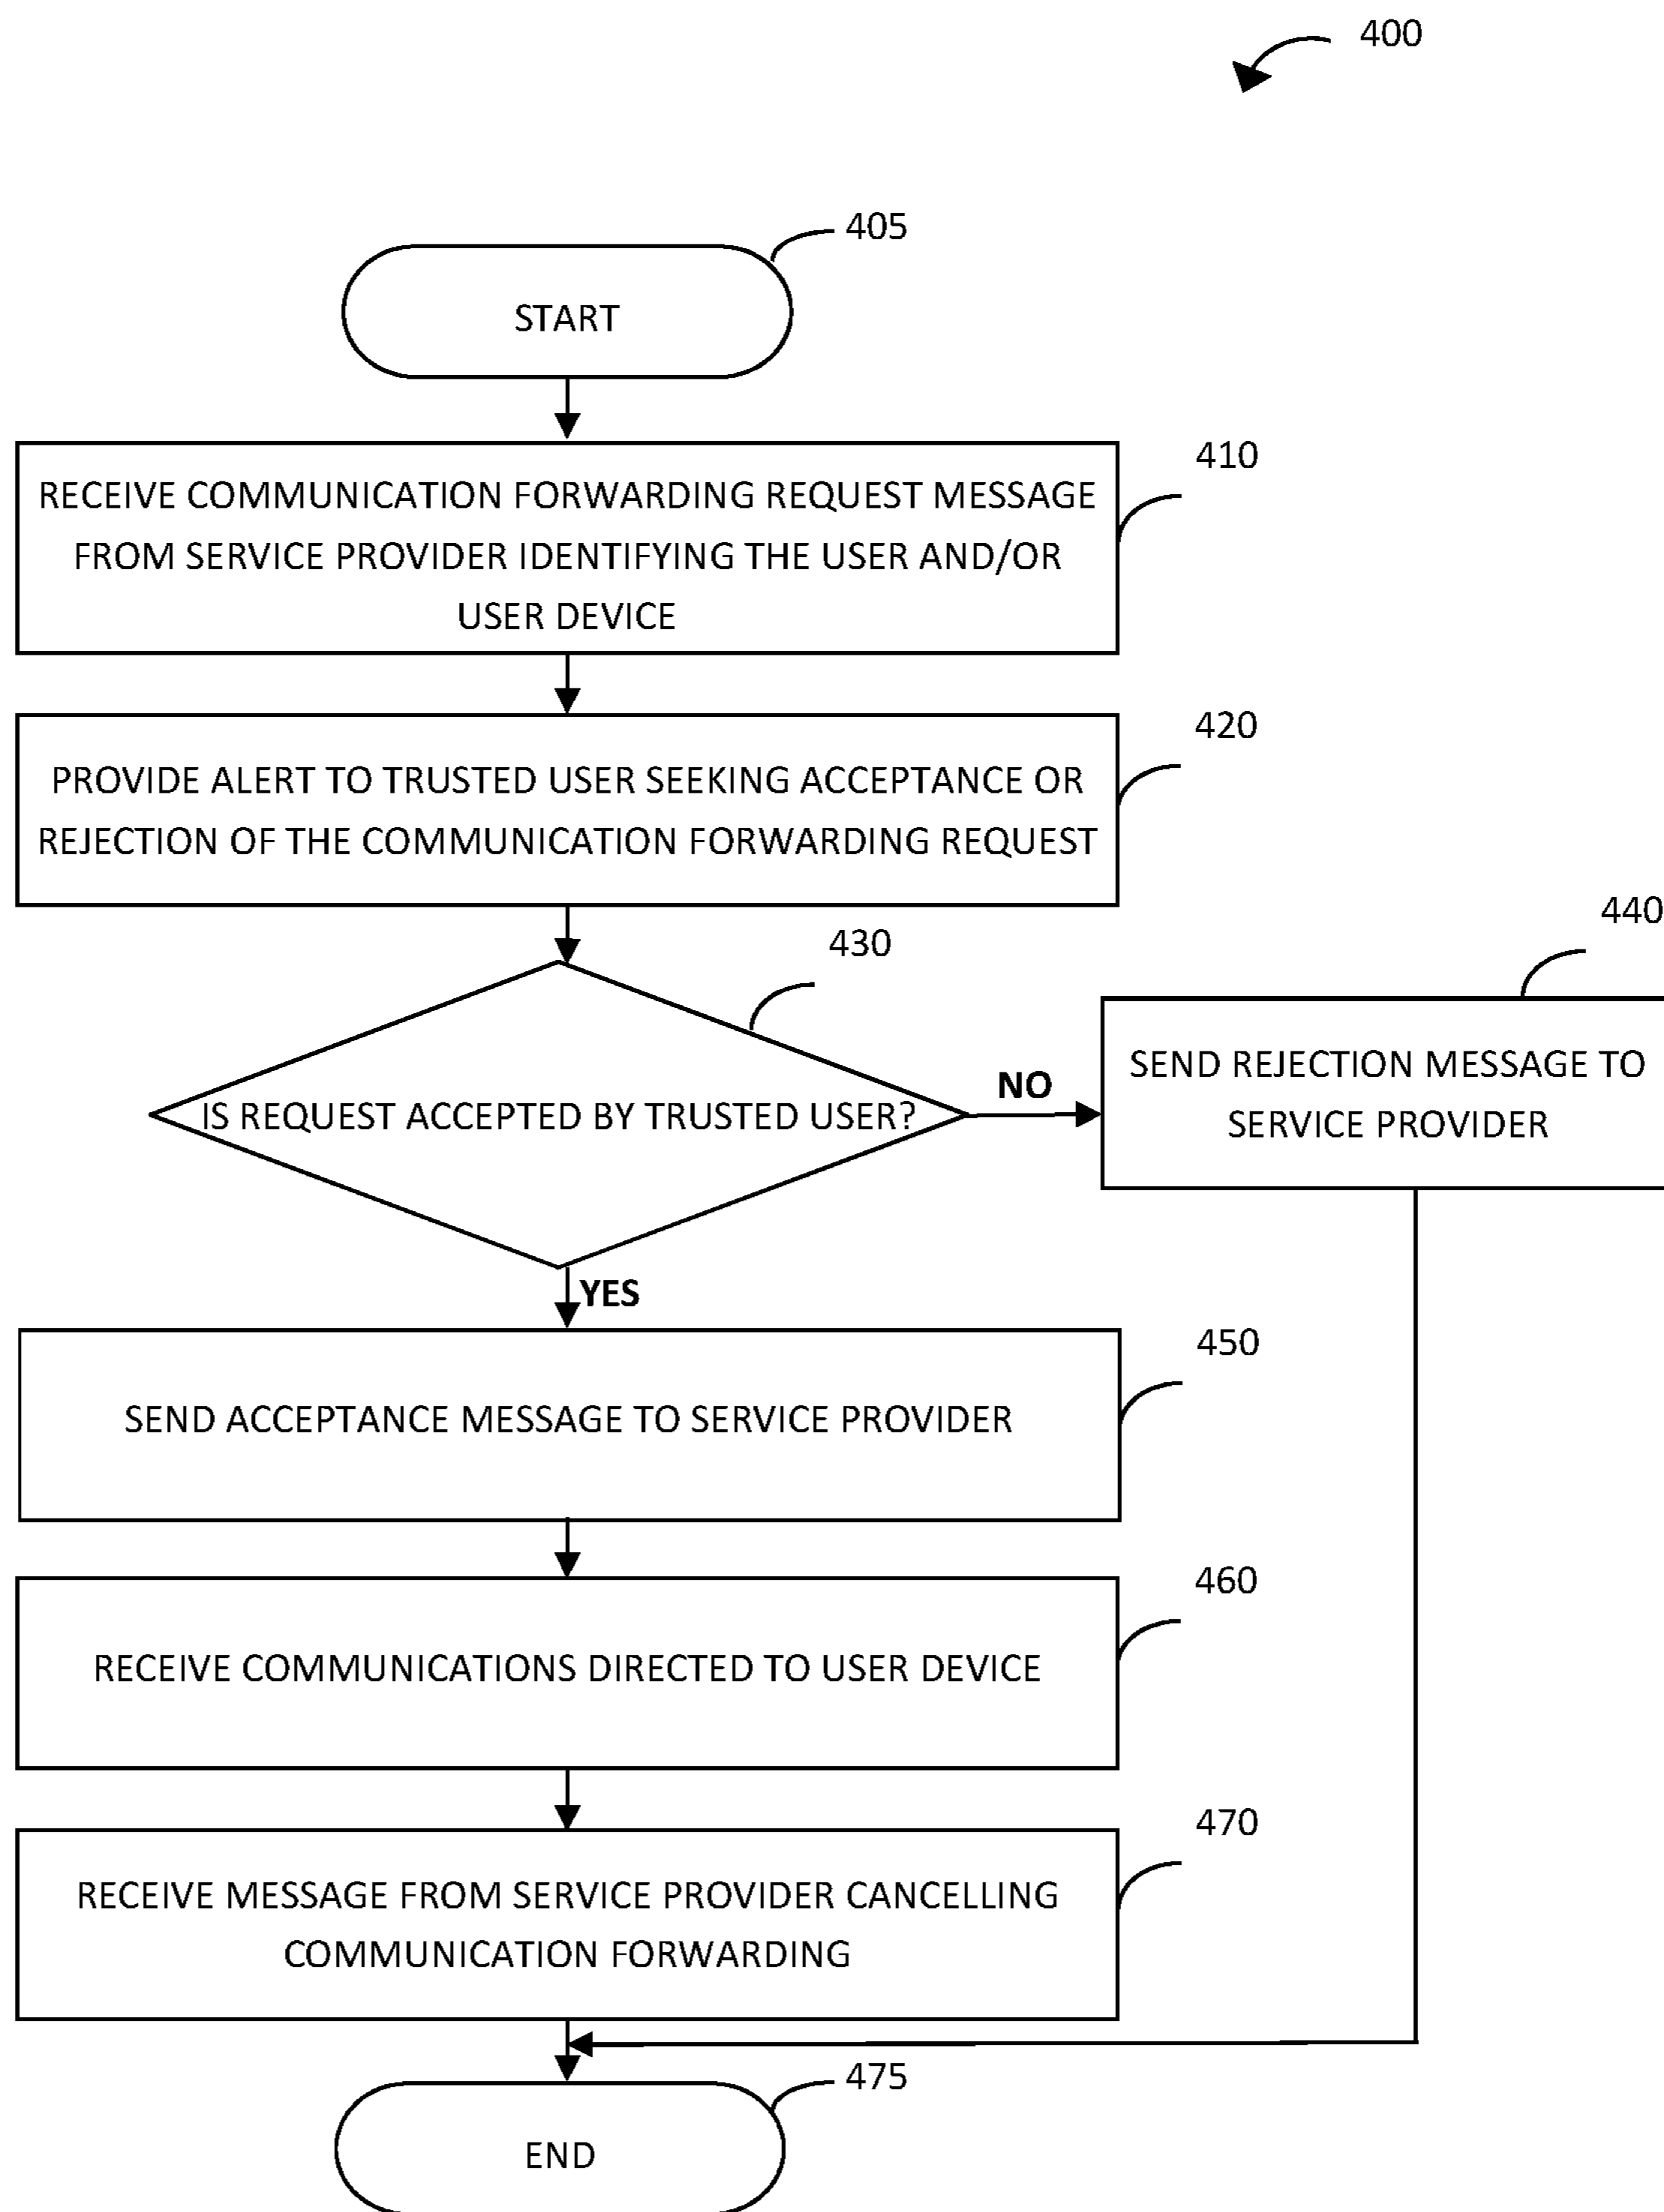 400
405
START
410
RECEIVE COMMUNICATION FORWARDING REQUEST MESSAGE
FROM SERVICE PROVIDER IDENTIFYING THE USER AND/OR
USER DEVICE
420
PROVIDE ALERT TO TRUSTED USER SEEKING ACCEPTANCE OR
REJECTION OF THE COMMUNICATION FORWARDING REQUEST
430
IS REQUEST ACCEPTED BY TRUSTED USER?
NO
440
SEND REJECTION MESSAGE TO
SERVICE PROVIDER
YES
450
SEND ACCEPTANCE MESSAGE TO SERVICE PROVIDER
460
RECEIVE COMMUNICATIONS DIRECTED TO USER DEVICE
470
RECEIVE MESSAGE FROM SERVICE PROVIDER CANCELLING
COMMUNICATION FORWARDING
475
END